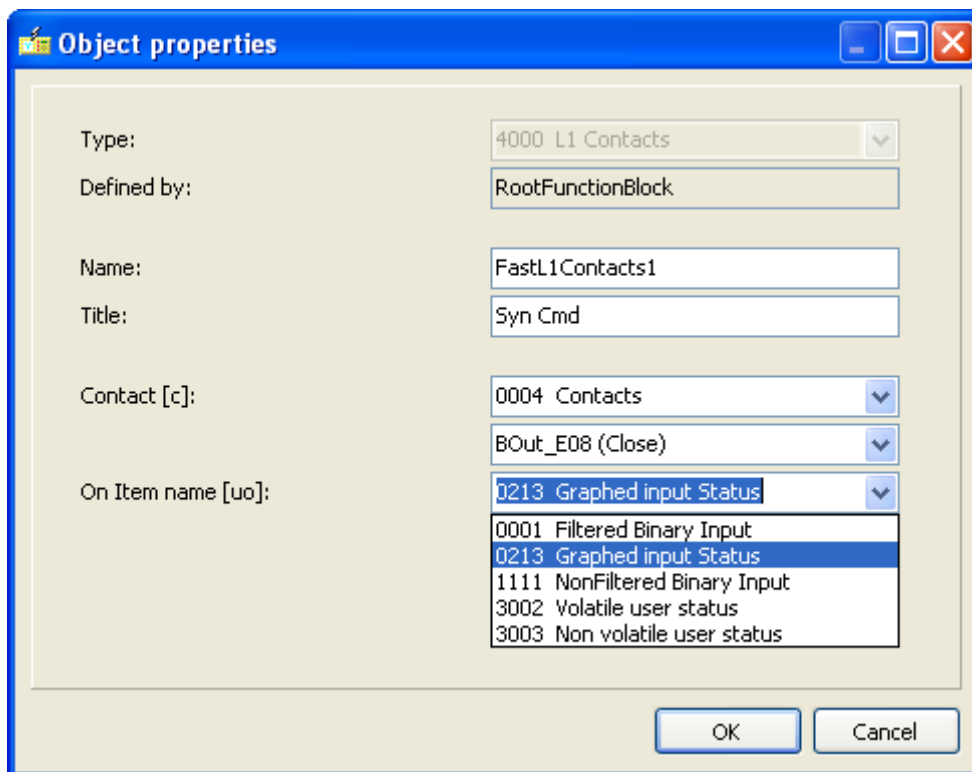 Object properties
Type: 4000 L1 Contacts
Defined by: RootFunctionBlock
Name: FastL1Contacts1
Title: Syn Cmd
Contact [c]: 0004 Contacts
BOut_E08 (Close)
On Item name [uo]: 0213 Graphed input Status
0001 Filtered Binary Input
0213 Graphed input Status
1111 NonFiltered Binary Input
3002 Volatile user status
3003 Non volatile user status
OK Cancel